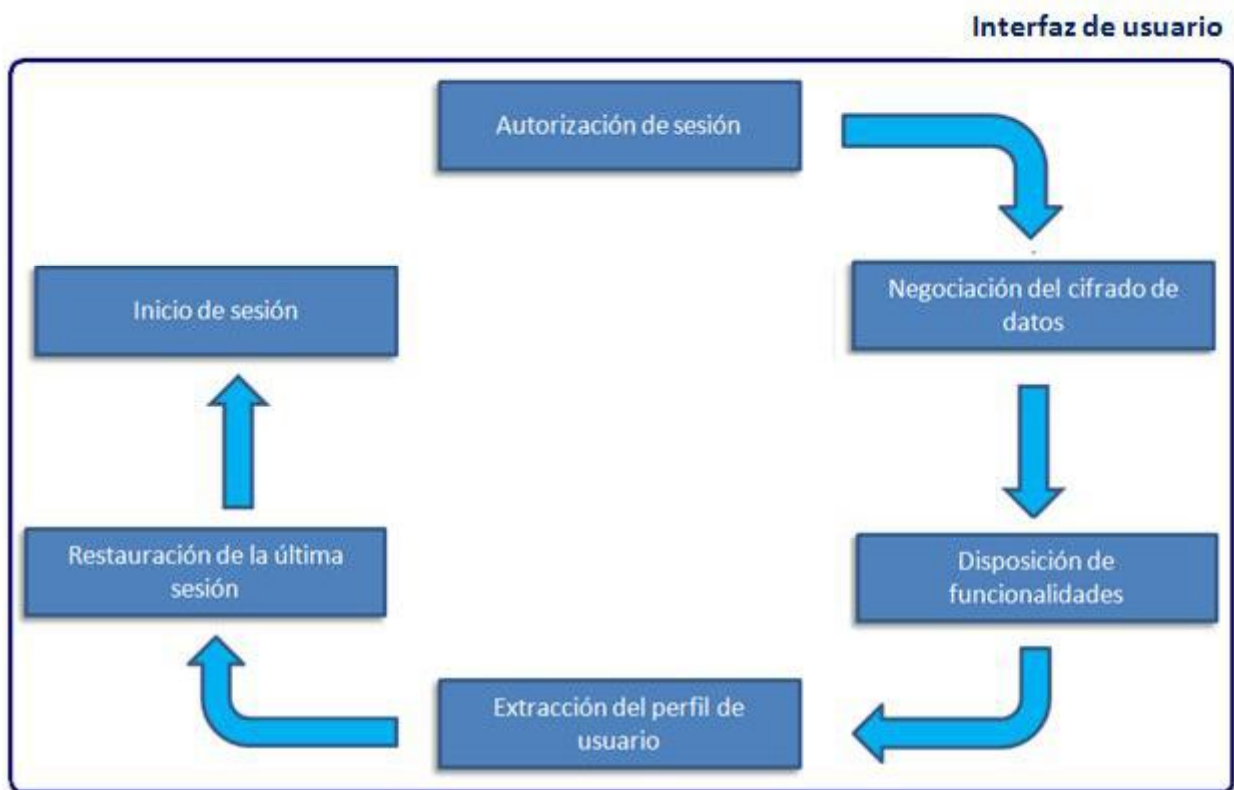 Interfaz de usuario
Autorización de sesión
Negociación del cifrado de
datos
Inicio de sesión
Disposición de
funcionalidades
Restauración de la última
sesión
Extracción del perfil de
usuario